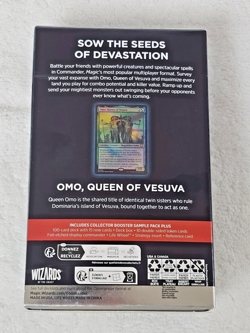 SOW THE SEEDS
OF DEVASTATION
Battle your friends with powerful creatures and spectacular spells
in Commander, Magic's most popular multiplayer format. Survey
your vast expanse with Omo, Queen of Vesuva and maximize every
land you play for combo potential and killer value. Ramp up and
send your mightiest monsters out swinging before your opponents
ever know what's coming.
OMO, QUEEN OF VESUVA
Queen Omo is the shared title of identical twin sisters who rule
Dominaria's island of Vesuva, bound together to act as one.
INCLUDES COLLECTOR BOOSTER SAMPLE PACK PLUS
DONNEZ
RECYCLEZ
USA & CANADA
WIZARDS